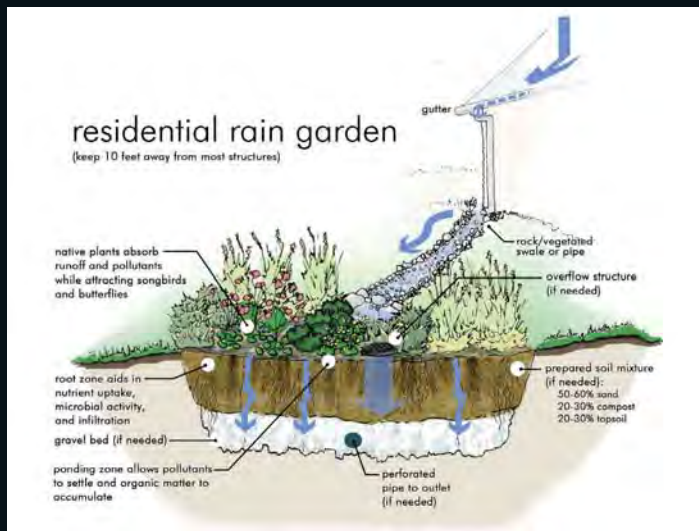 residential rain garden
(keep 10 feet away from most structures)
gutter
rock/vegetated
swale or pipe
native plants absorb
runoff and pollutants
while attracting songbirds
and butterflies
overflow structure
(if needed)
root zone aids in
nutrient uptake,
microbial activity,
and infiltration
prepared soil mixture
(if needed):
50-60% sand
20-30% compost
20-30% topsoil
gravel bed (if needed)
ponding zone allows pollutants
to settle and organic matter to
accumulate
perforated
pipe to outlet
(if needed)